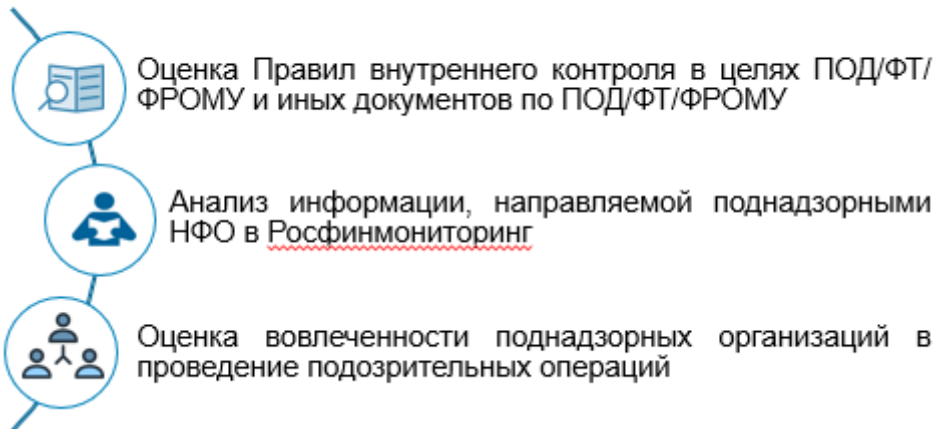 Оценка Правил внутреннего контроля в целях ПОД/ФТ/
ФРОМУ и иных документов по ПОД/ФТ/ФРОМУ
Анализ информации, направляемой поднадзорными
НФО в Росфинмониторинг
Оценка вовлеченности поднадзорных организаций в
проведение подозрительных операций